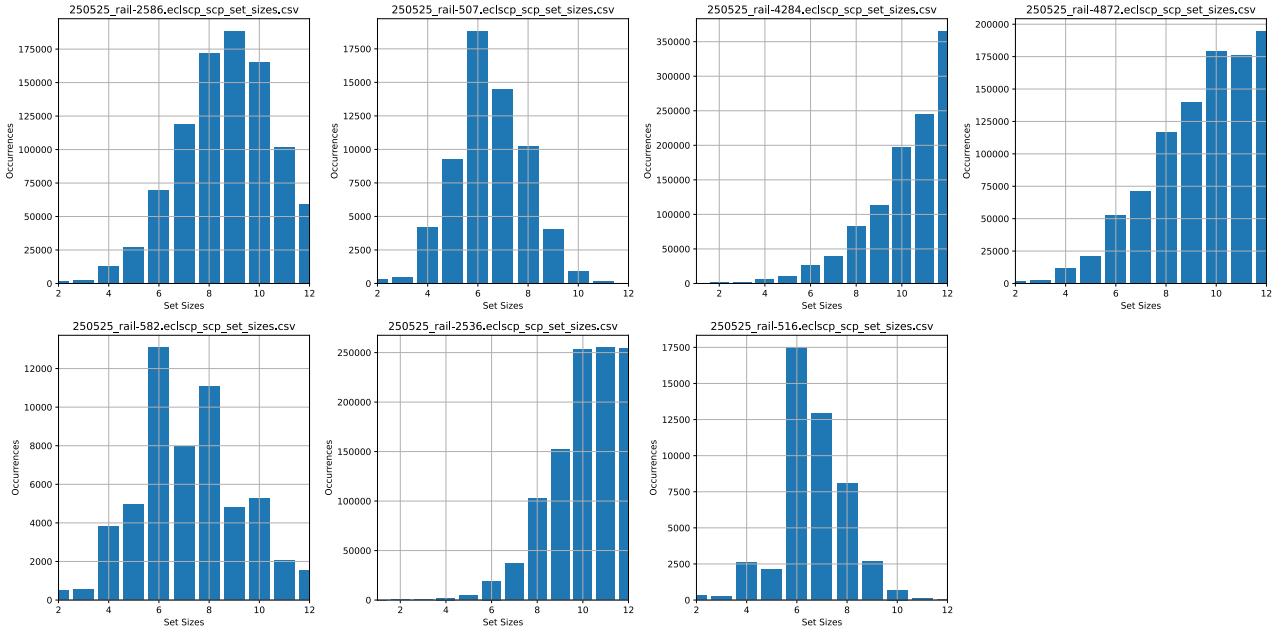 250525_rail-2586.eclscp_scp_set_sizes.csv
175000
150000
125000
100000
75000
50000
25000
0
Occurrences
2 4 6 8 10 12
Set Sizes
250525_rail-507.eclscp_scp_set_sizes.csv
17500
15000
12500
10000
7500
5000
2500
0
Occurrences
2 4 6 8 10 12
Set Sizes
250525_rail-4284.eclscp_scp_set_sizes.csv
350000
300000
250000
200000
150000
100000
50000
0
Occurrences
2 4 6 8 10 12
Set Sizes
250525_rail-4872.eclscp_scp_set_sizes.csv
200000
175000
150000
125000
100000
75000
50000
25000
0
Occurrences
2 4 6 8 10 12
Set Sizes
250525_rail-582.eclscp_scp_set_sizes.csv
12000
10000
8000
6000
4000
2000
0
Occurrences
2 4 6 8 10 12
Set Sizes
250525_rail-2536.eclscp_scp_set_sizes.csv
250000
200000
150000
100000
50000
0
Occurrences
2 4 6 8 10 12
Set Sizes
250525_rail-516.eclscp_scp_set_sizes.csv
17500
15000
12500
10000
7500
5000
2500
0
Occurrences
2 4 6 8 10 12
Set Sizes